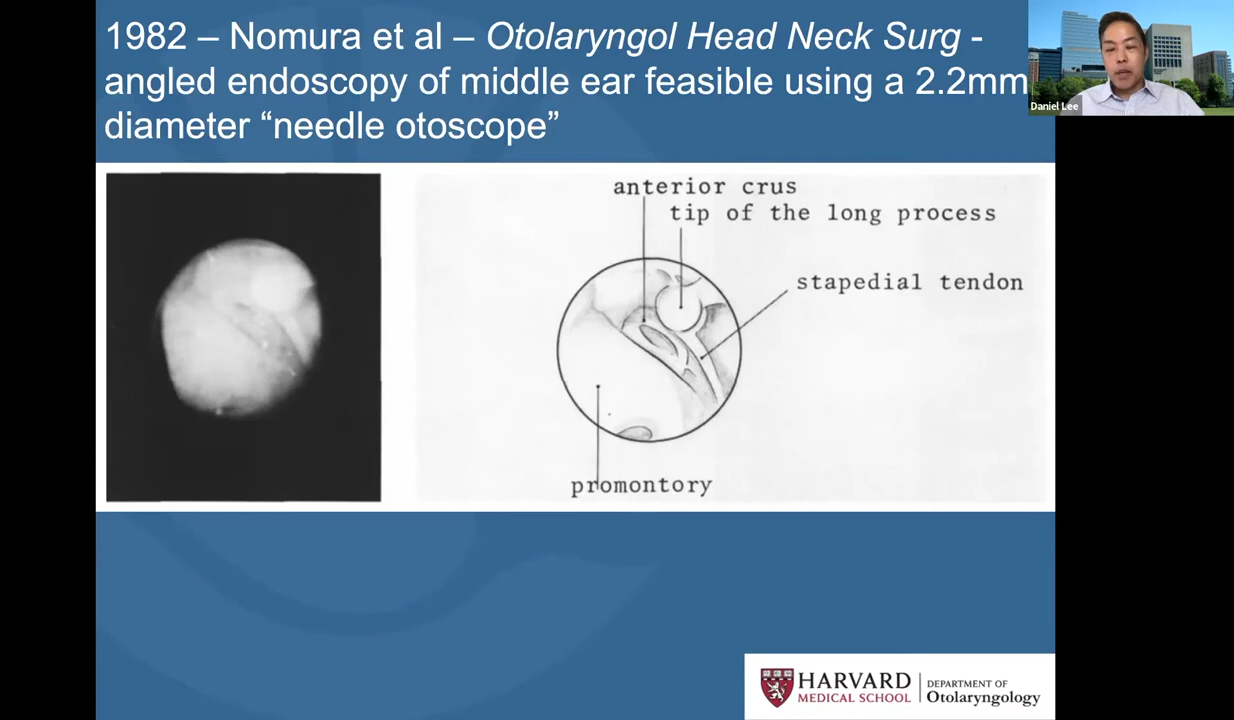 1982 – Nomura et al – Otolaryngol Head Neck Surg -
angled endoscopy of middle ear feasible using a 2.2mm
diameter “needle otoscope”
Daniel Lee
anterior crus
tip of the long process
stapedial tendon
promontory
HARVARD
MEDICAL SCHOOL
DEPARTMENT OF
Otolaryngology